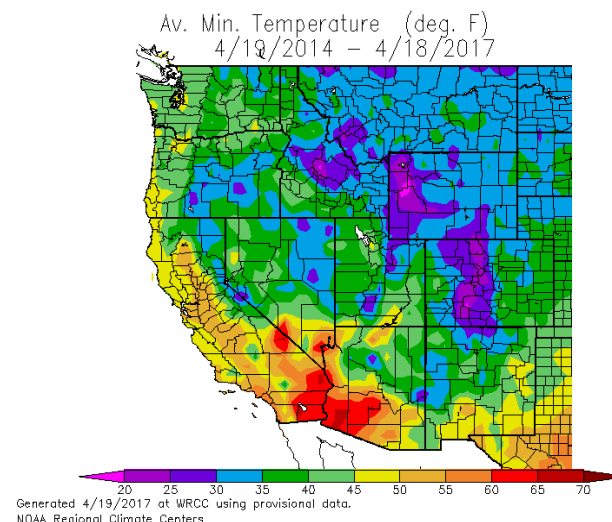 Av. Min. Temperature (deg. F)
4/19/2014 – 4/18/2017
20 25 30 35 40 45 50 55 60 65 70
Generated 4/19/2017 at WRCC using provisional data.
NOAA Regional Climate Centers